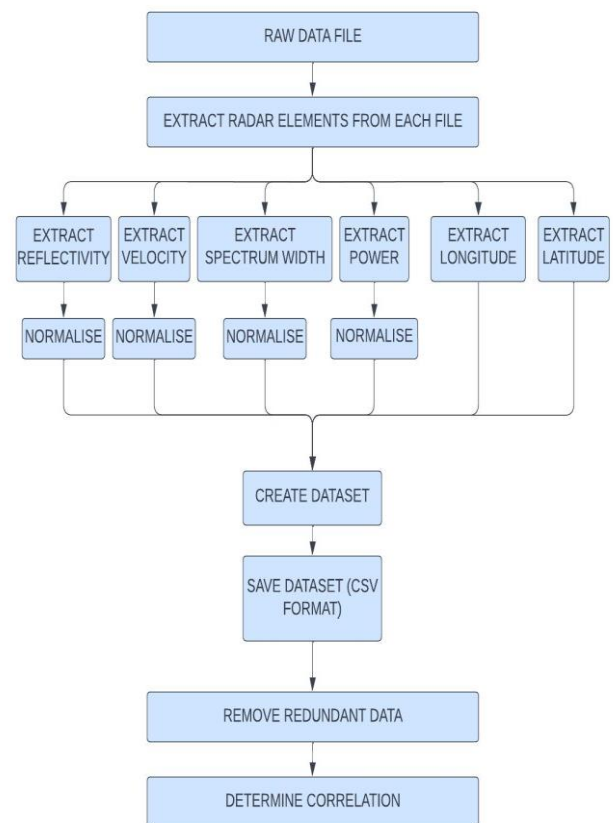 RAW DATA FILE
EXTRACT RADAR ELEMENTS FROM EACH FILE
EXTRACT
REFLECTIVITY
EXTRACT
VELOCITY
EXTRACT
SPECTRUM WIDTH
EXTRACT
POWER
EXTRACT
LONGITUDE
EXTRACT
LATITUDE
NORMALISE
NORMALISE
NORMALISE
NORMALISE
CREATE DATASET
SAVE DATASET (CSV
FORMAT)
REMOVE REDUNDANT DATA
DETERMINE CORRELATION